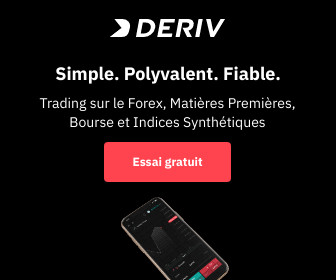 DERIV
Simple. Polyvalent. Fiable.
Trading sur le Forex, Matières Premières,
Bourse et Indices Synthétiques
Essai gratuit